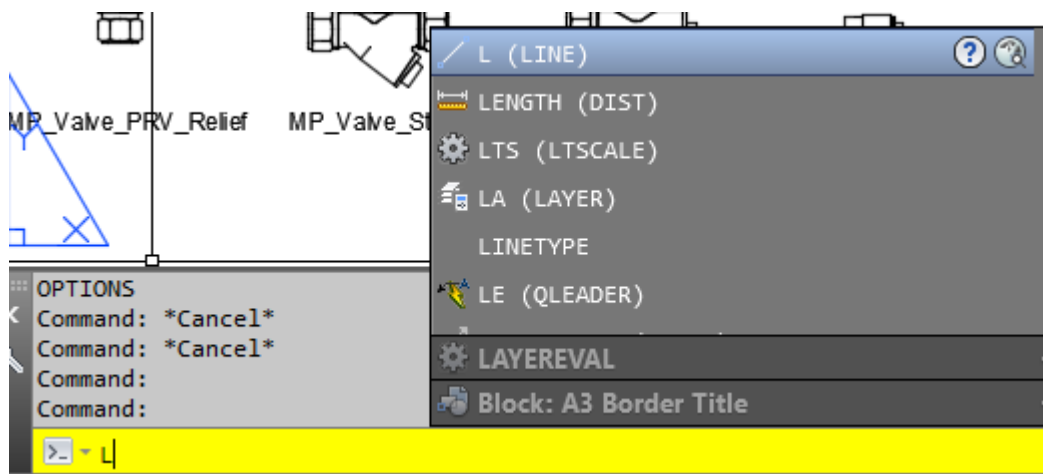 MP_Valve_PRV_Relief
MP_Valve_St
L (LINE)
LENGTH (DIST)
LTS (LTSCALE)
LA (LAYER)
LINETYPE
LE (QLEADER)
LAYEREVAL
Block: A3 Border Title
OPTIONS
Command: *Cancel*
Command: *Cancel*
Command:
Command:
L
Y
X